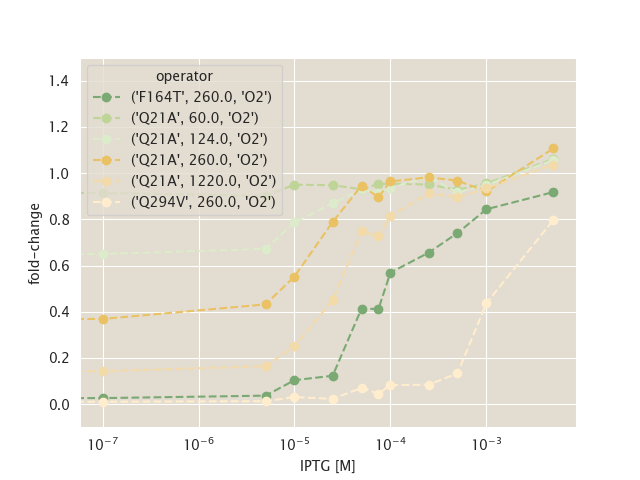 operator
('F164T', 260.0, 'O2')
('Q21A', 60.0, 'O2')
('Q21A', 124.0, 'O2')
('Q21A', 260.0, 'O2')
('Q21A', 1220.0, 'O2')
('Q294V', 260.0, 'O2')
fold−change
1.4
1.2
1.0
0.8
0.6
0.4
0.2
0.0
10⁻⁷ 10⁻⁶ 10⁻⁵ 10⁻⁴ 10⁻³
IPTG [M]